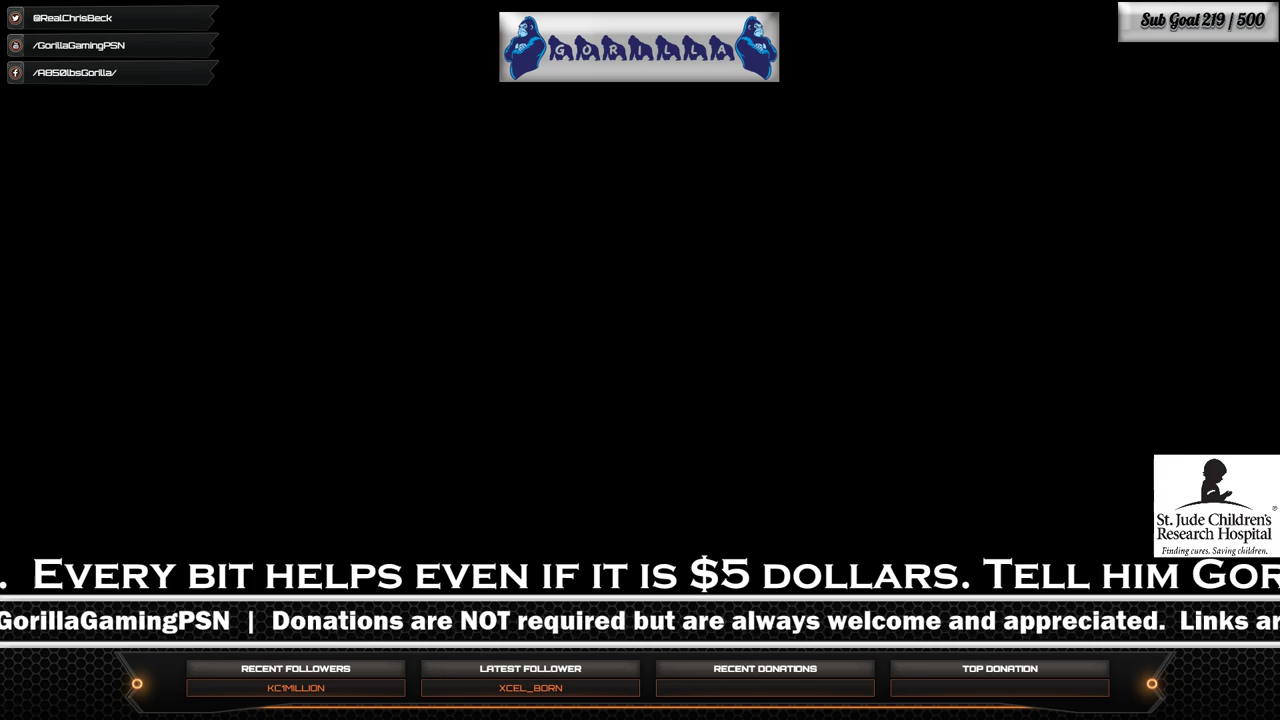 @RealChrisBeck
/GorillaGamingPSN
/A850lbsGorilla/
GORILLA
Sub Goal 219 / 500
St. Jude Children's
Research Hospital
Finding cures. Saving children.
. EVERY BIT HELPS EVEN IF IT IS $5 DOLLARS. TELL HIM GOR
GorillaGamingPSN | Donations are NOT required but are always welcome and appreciated. Links ar
RECENT FOLLOWERS
KC1MILLION
LATEST FOLLOWER
XCEL_BORN
RECENT DONATIONS
TOP DONATION